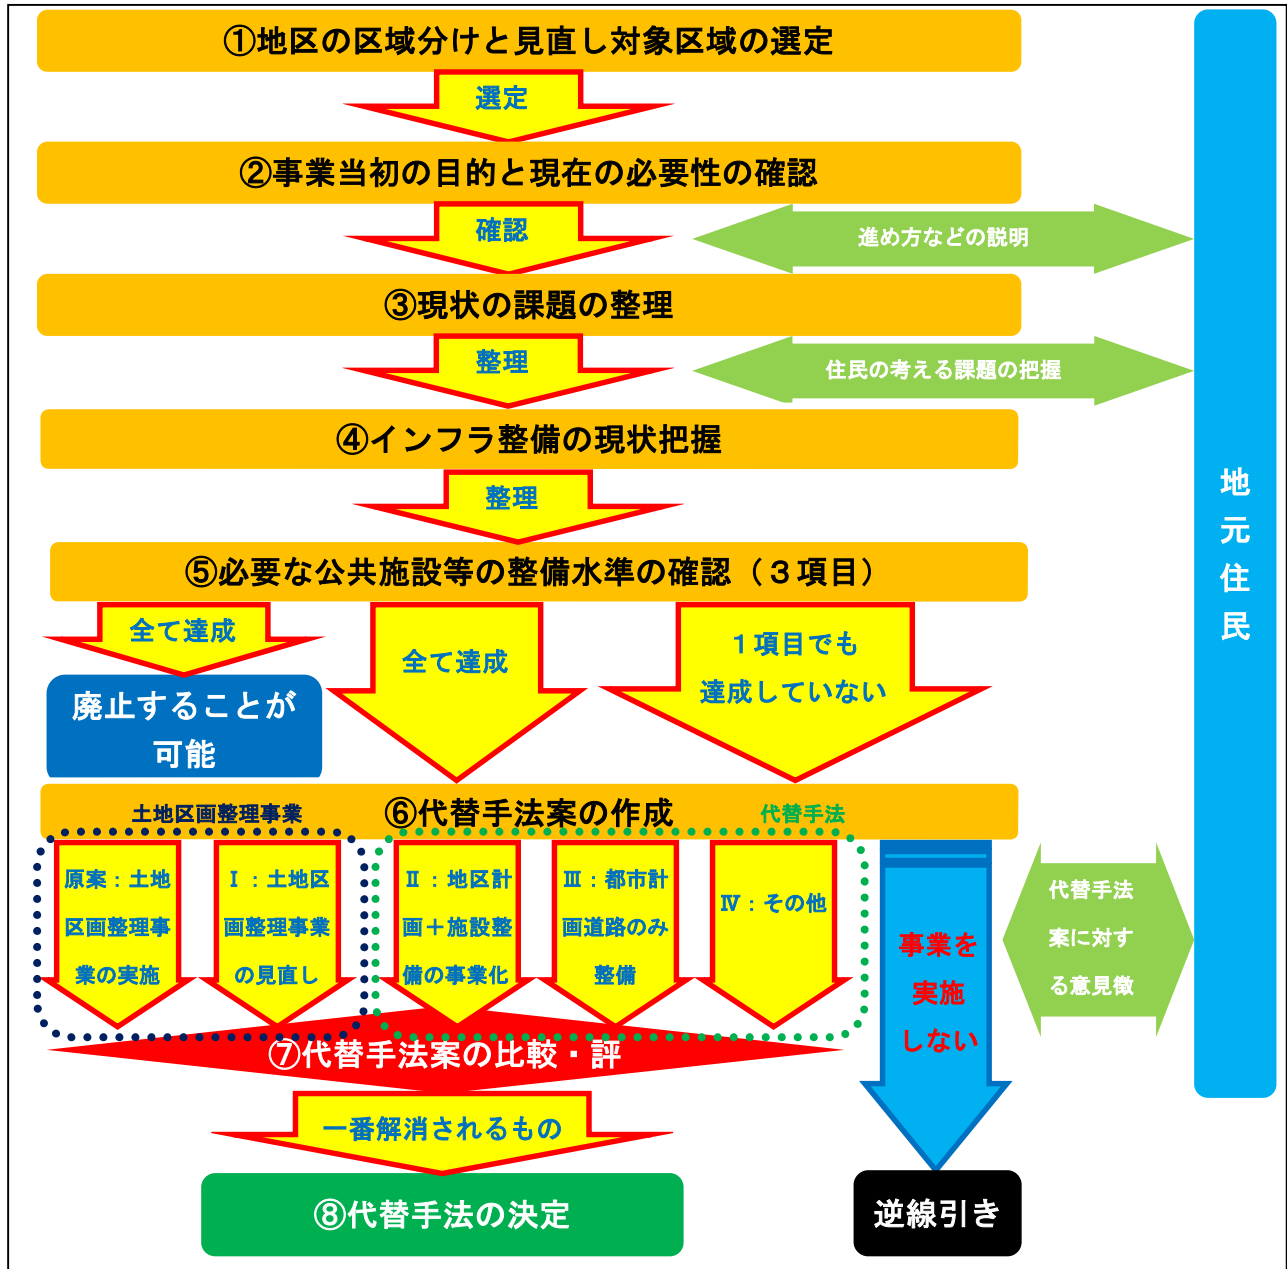 ①地区の区域分けと見直し対象区域の選定
選定
②事業当初の目的と現在の必要性の確認
確認
進め方などの説明
③現状の課題の整理
整理
住民の考える課題の把握
④インフラ整備の現状把握
整理
⑤必要な公共施設等の整備水準の確認（３項目）
全て達成
全て達成
１項目でも
達成していない
廃止することが
可能
地
元
住
民
土地区画整理事業
⑥代替手法案の作成
代替手法
原案：土地
区画整理事
業の実施
Ⅰ：土地区
画整理事業
の見直し
Ⅱ：地区計
画＋施設整
備の事業化
Ⅲ：都市計
画道路のみ
整備
Ⅳ：その他
事業を
実施
しない
代替手法
案に対す
る意見徴
⑦代替手法案の比較・評
一番解消されるもの
⑧代替手法の決定
逆線引き